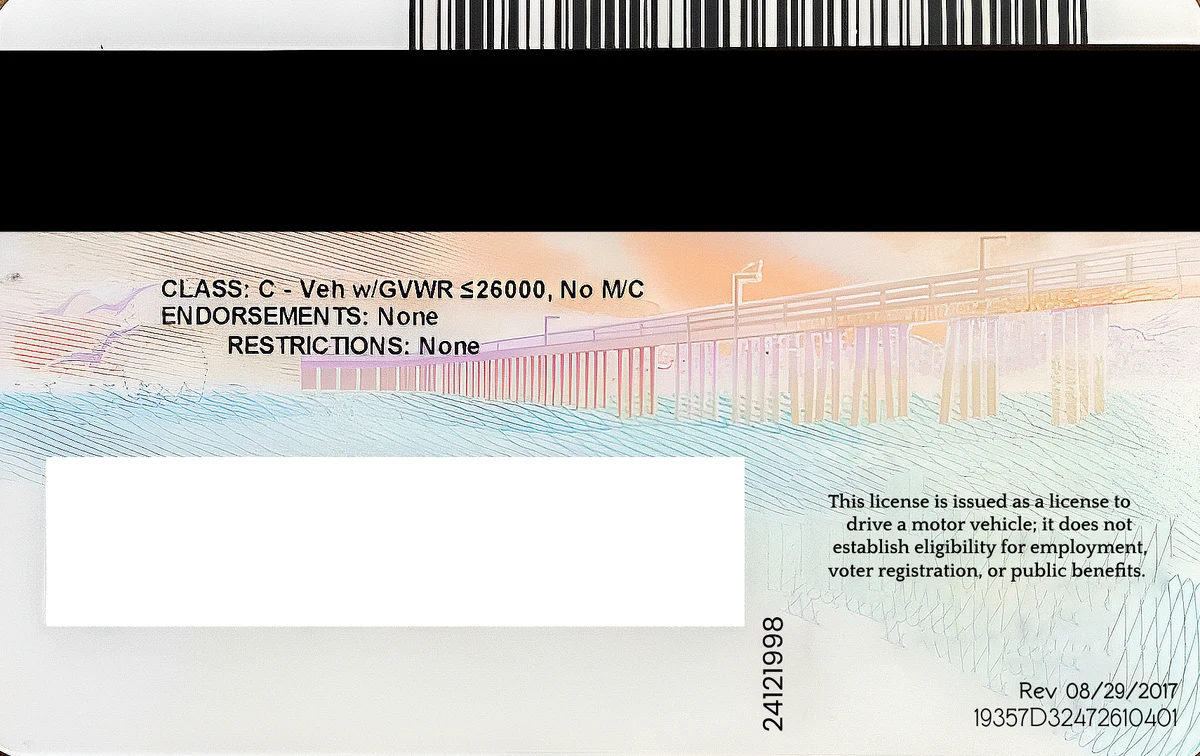 CLASS: C - Veh w/GVWR ≤26000, No M/C
ENDORSEMENTS: None
RESTRICTIONS: None
This license is issued as a license to
drive a motor vehicle; it does not
establish eligibility for employment,
voter registration, or public benefits.
24121998
Rev 08/29/2017
19357D32472610401